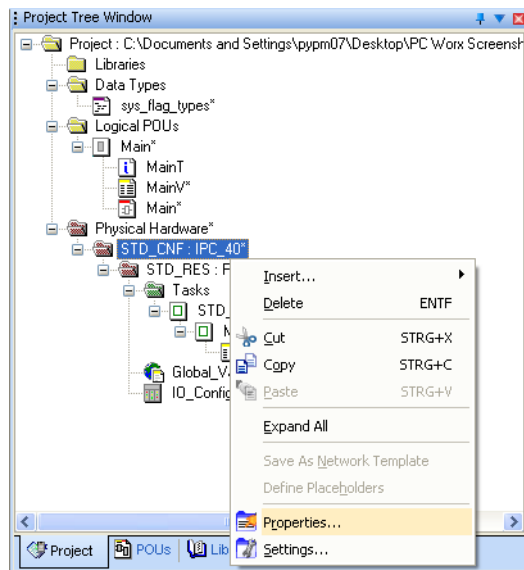 Project Tree Window
Project : C:\Documents and Settings\pypm07\Desktop\PC Worx Screensh
Libraries
Data Types
sys_flag_types*
Logical POUs
Main*
MainT
MainV*
Main*
Physical Hardware*
STD_CNF : IPC_40*
STD_RES : F
Insert...
Tasks
Delete ENTF
STD_
Cut STRG+X
Copy STRG+C
Global_V
Paste STRG+V
IO_Config
Expand All
Save As Network Template
Define Placeholders
Properties...
Project POUs Lib Settings...